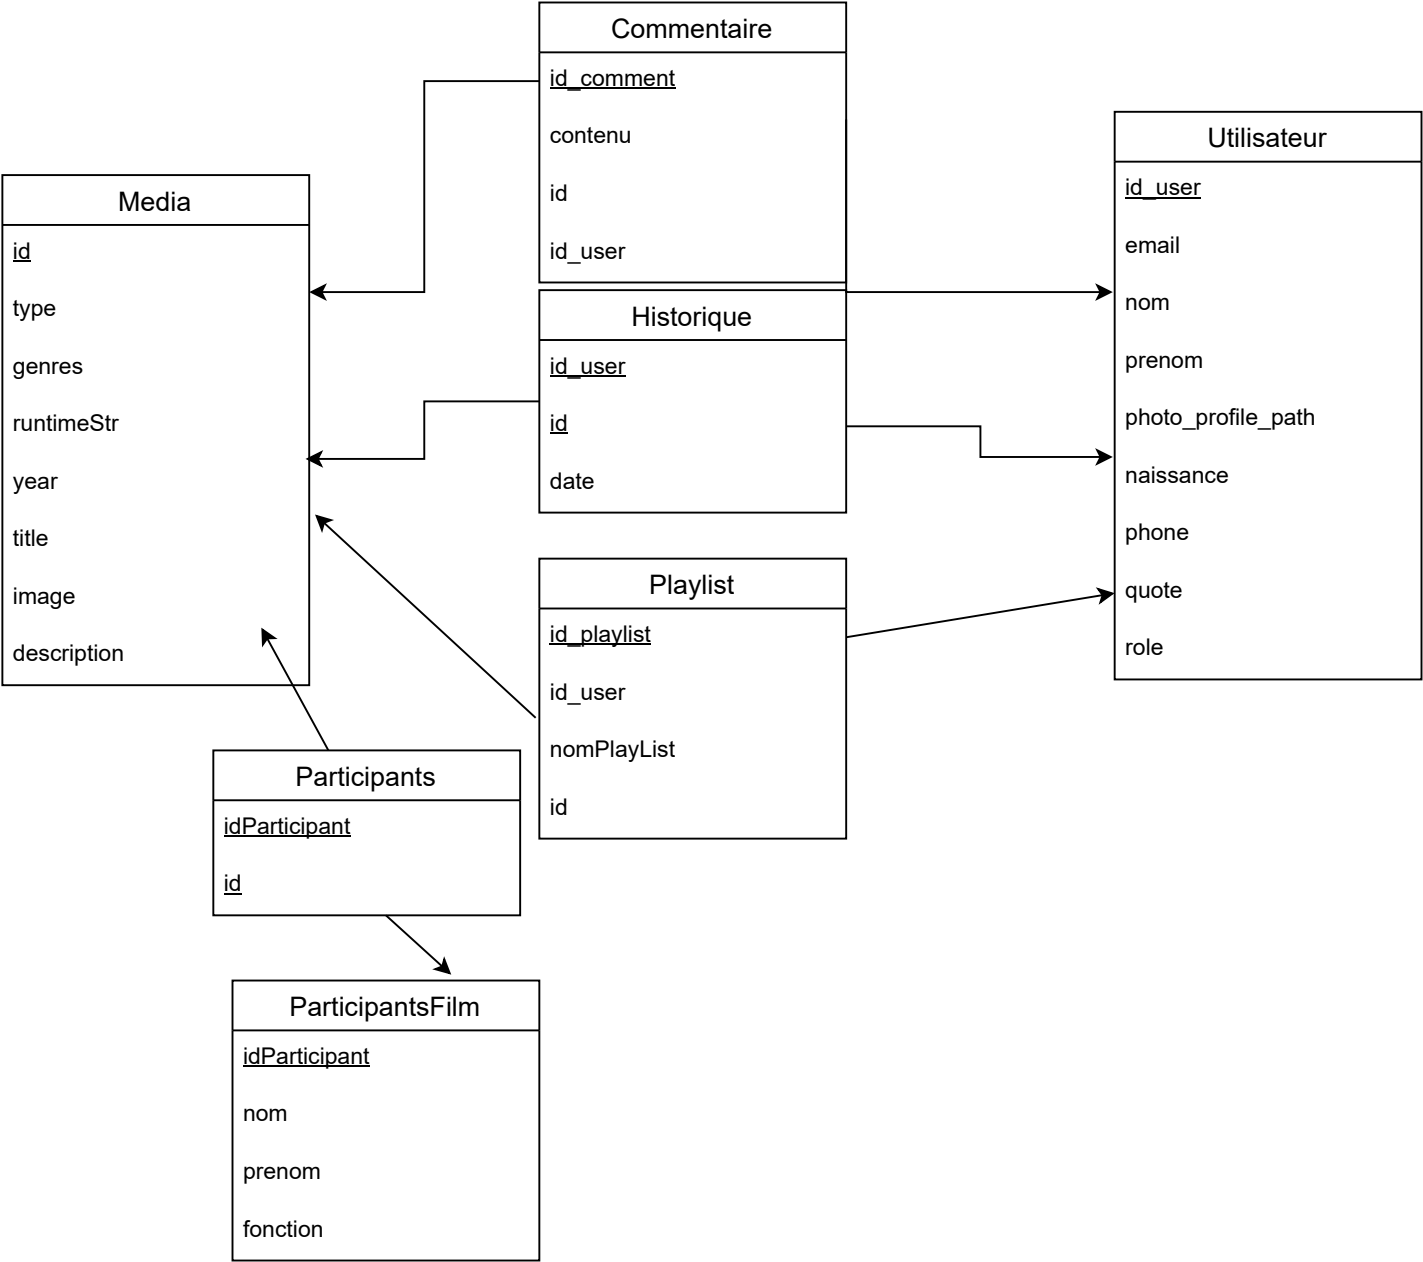 Commentaire
id_comment
contenu
id
id_user
Utilisateur
id_user
email
nom
prenom
photo_profile_path
naissance
phone
quote
role
Media
id
type
genres
runtimeStr
year
title
image
description
Historique
id_user
id
date
Playlist
id_playlist
id_user
nomPlayList
id
Participants
idParticipant
id
ParticipantsFilm
idParticipant
nom
prenom
fonction